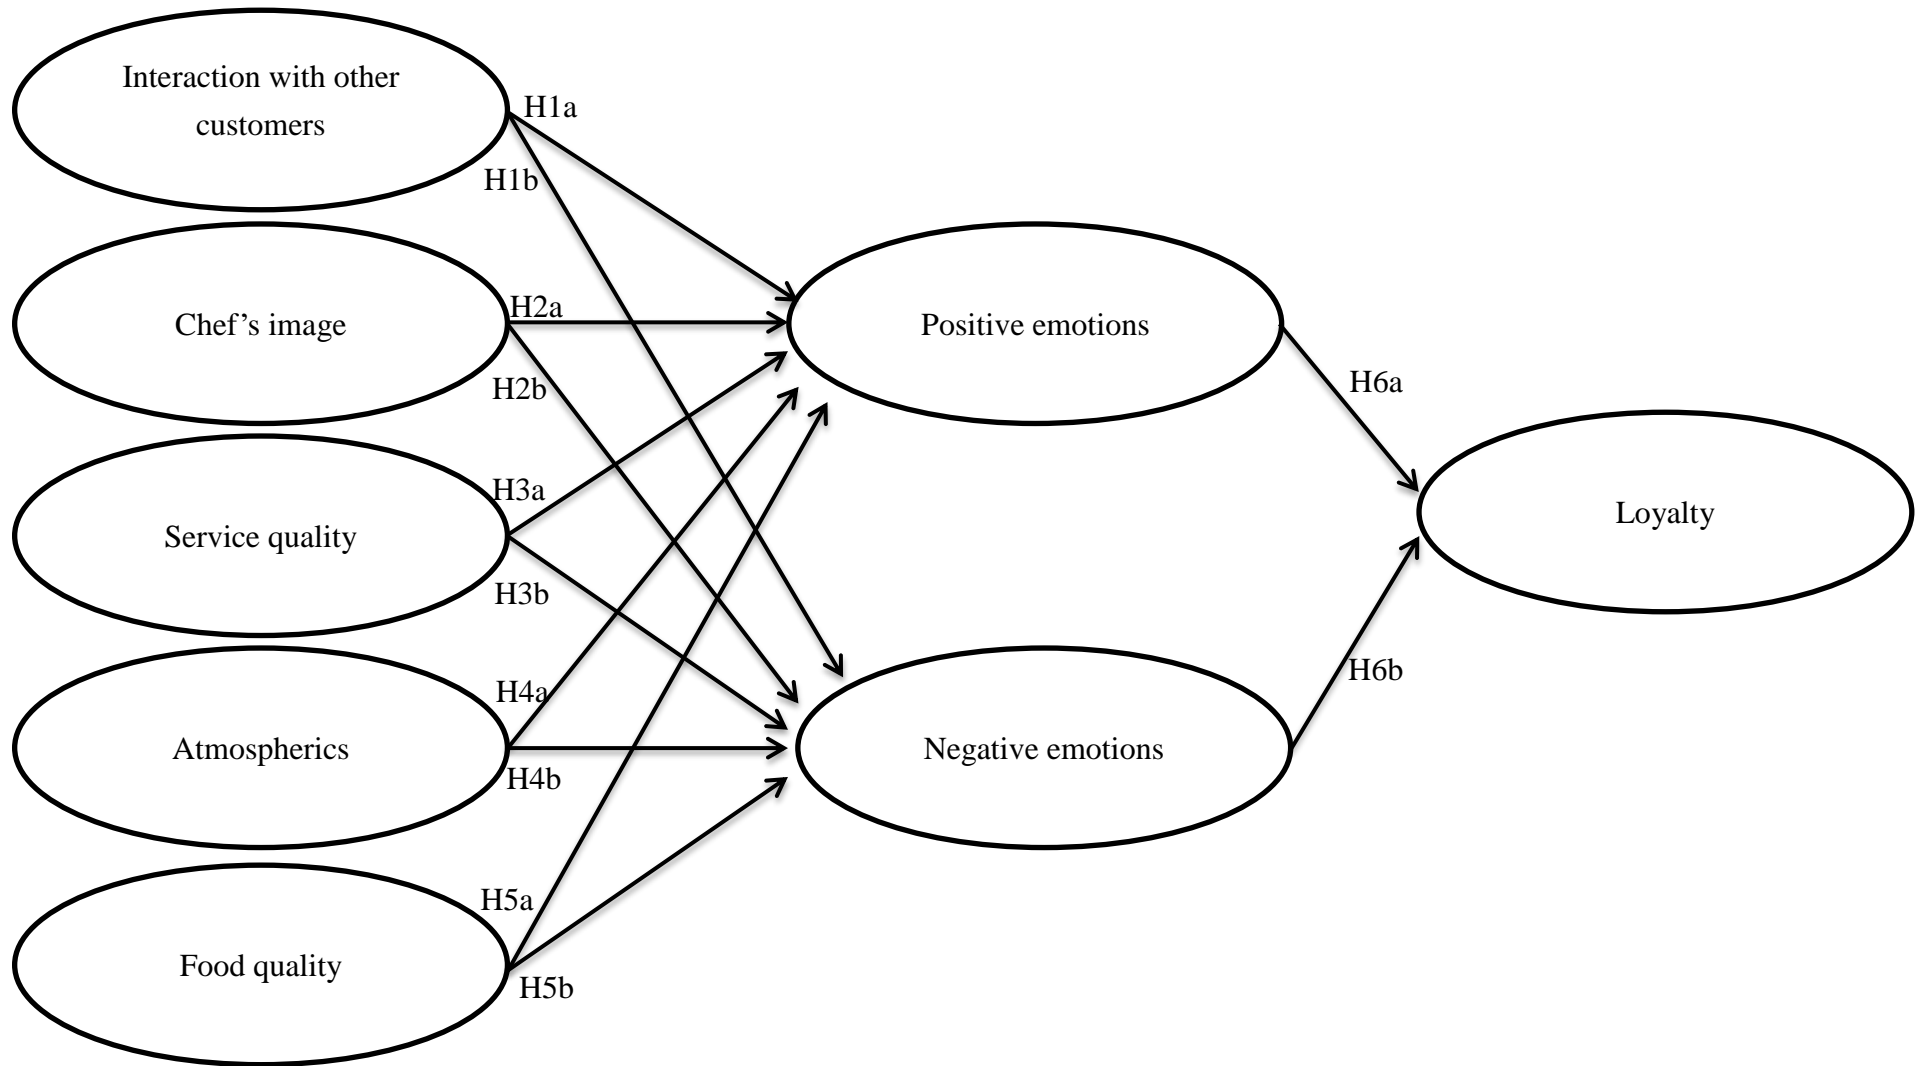 Interaction with other
customers
H1a
H1b
Chef’s image
H2a
H2b
Positive emotions
H6a
Service quality
H3a
H3b
Loyalty
Atmospherics
H4a
H4b
Negative emotions
H6b
Food quality
H5a
H5b